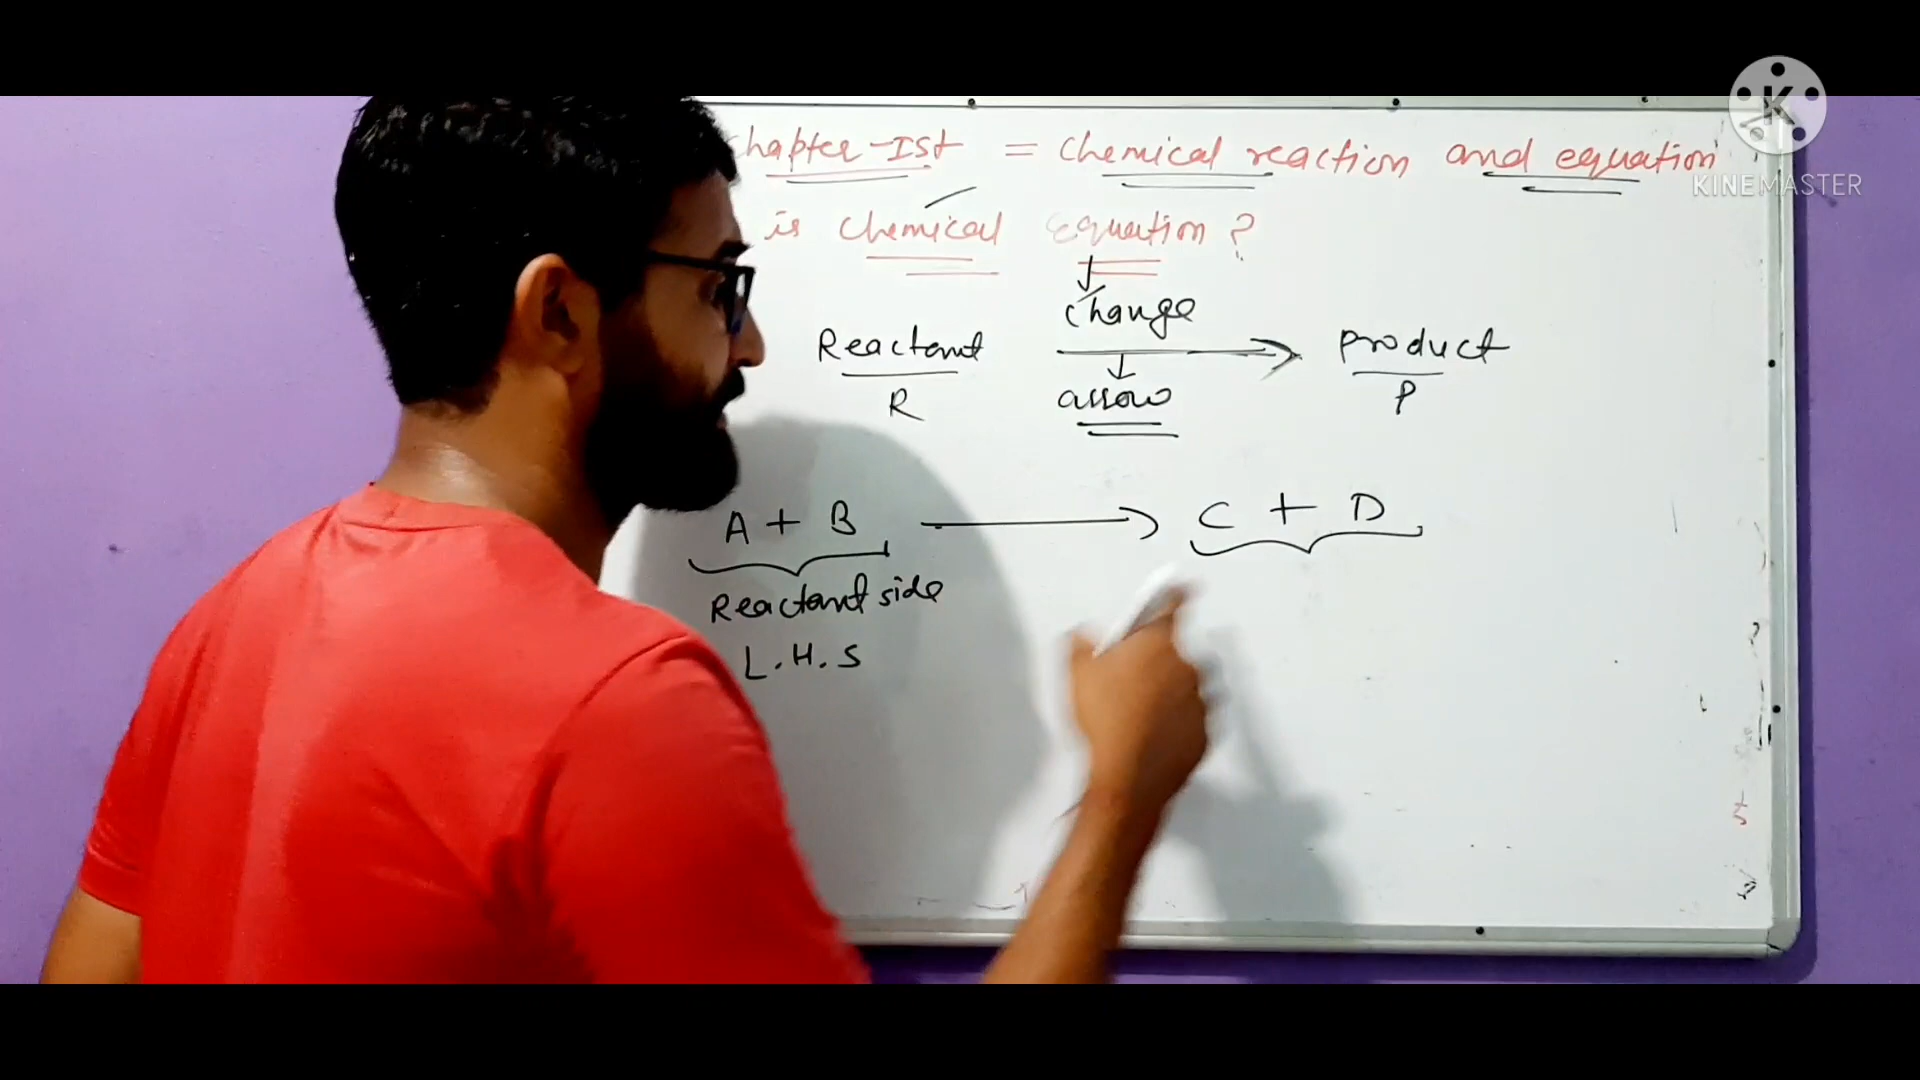 chapter-Ist = chemical reaction and equation
is chemical equation?
change
Reactant → product
R arrow P
A + B → C + D
Reactant side
L.H.S
K
KINEMASTER